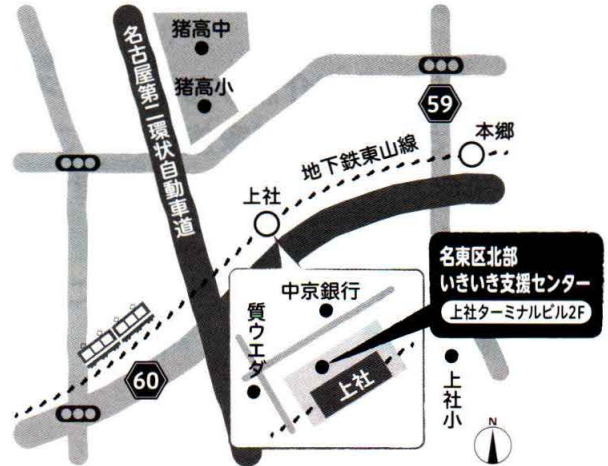 猪高中
猪高小
名古屋第二環状自動車道
59
本郷
地下鉄東山線
上社
名東区北部
いきいき支援センター
上社ターミナルビル2F
中京銀行
質ウエダ
上社
上社小
60
N